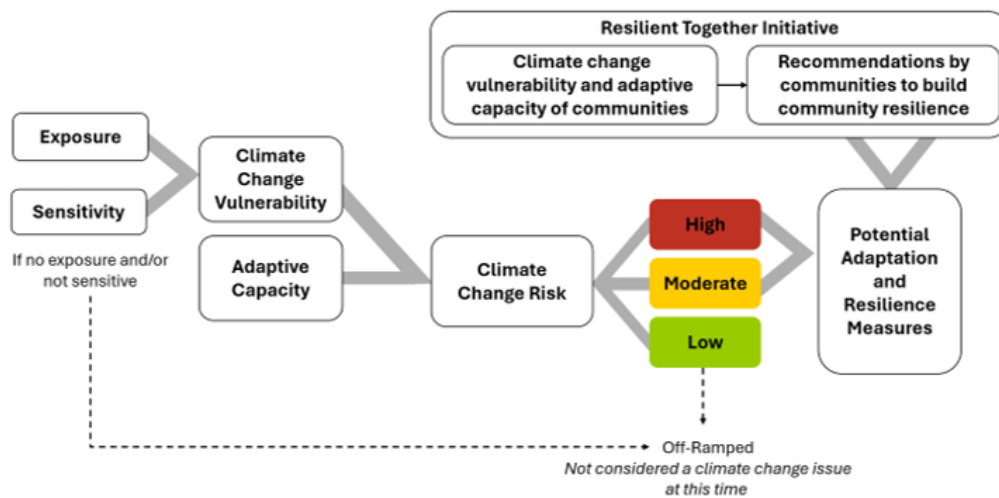 Resilient Together Initiative
Climate change
vulnerability and adaptive
capacity of communities
Recommendations by
communities to build
community resilience
Exposure
Sensitivity
If no exposure and/or
not sensitive
Climate
Change
Vulnerability
Adaptive
Capacity
Climate
Change Risk
High
Moderate
Low
Potential
Adaptation
and
Resilience
Measures
Off-Ramped
Not considered a climate change issue
at this time